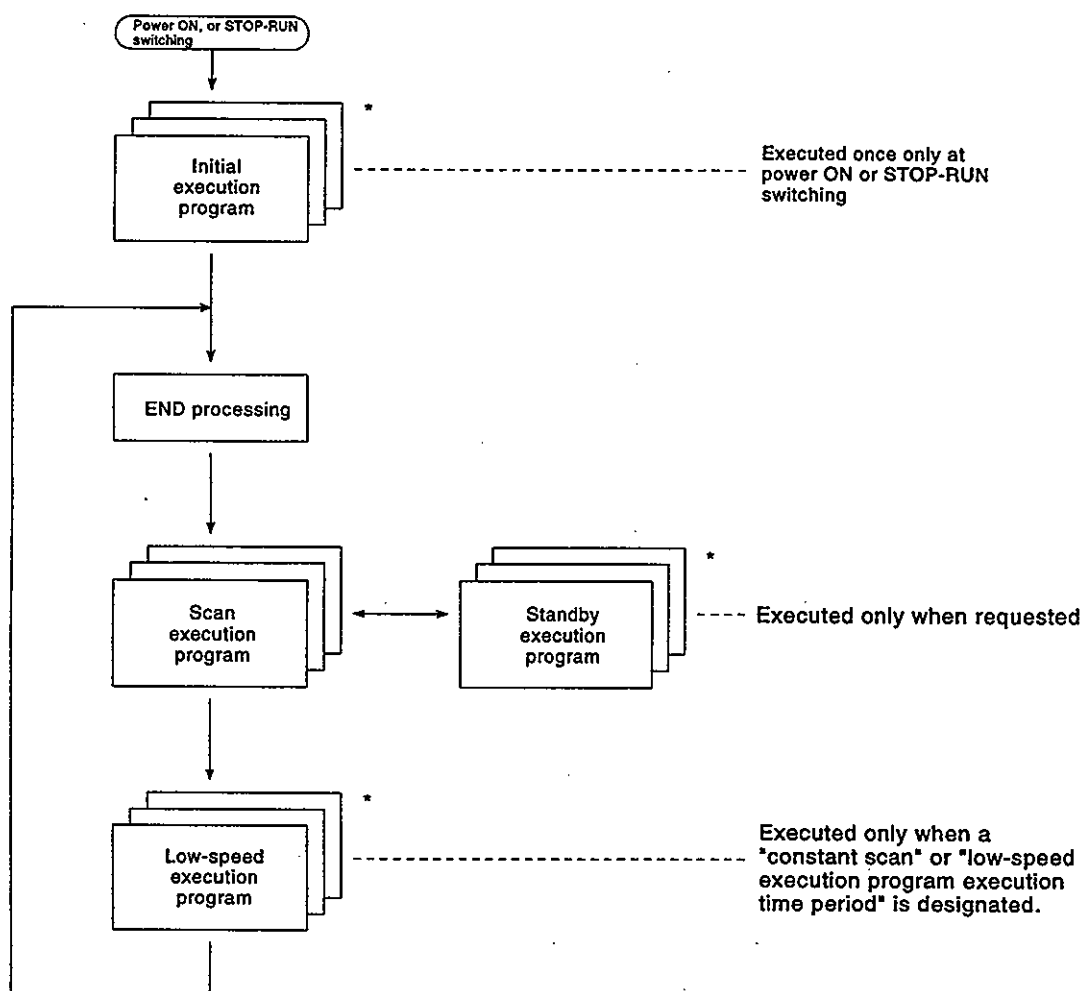 Power ON, or STOP-RUN
switching
*
Initial
execution
program
Executed once only at
power ON or STOP-RUN
switching
END processing
*
Scan
execution
program
Standby
execution
program
Executed only when requested
*
Low-speed
execution
program
Executed only when a
"constant scan" or "low-speed
execution program execution
time period" is designated.